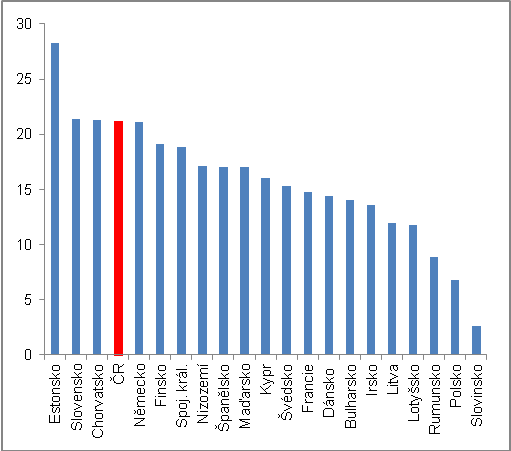 30
25
20
15
10
5
0
Estonsko
Slovensko
Chorvatsko
ČR
Německo
Finsko
Spoj. král.
Nizozemí
Španělsko
Maďarsko
Kypr
Švédsko
Francie
Dánsko
Bulharsko
Irsko
Litva
Lotyšsko
Rumunsko
Polsko
Slovinsko